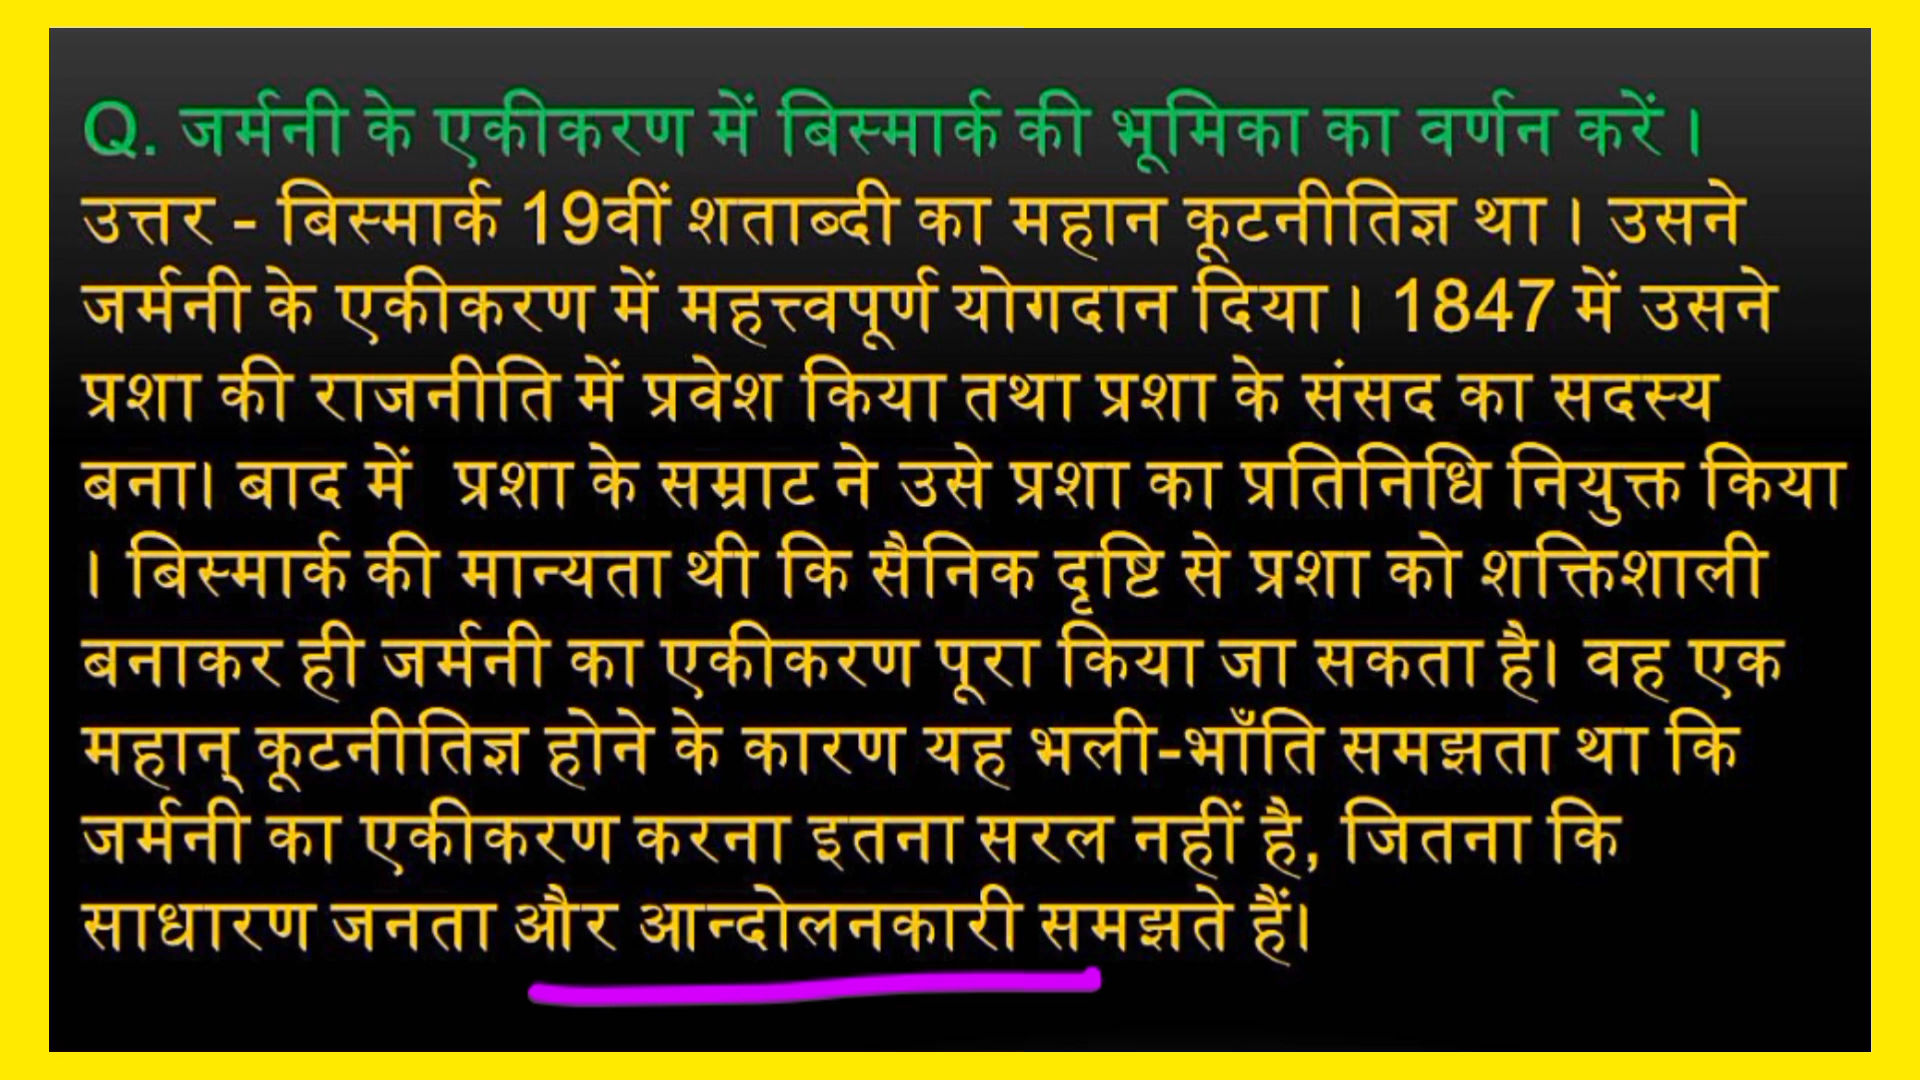 Q. जर्मनी के एकीकरण में बिस्मार्क की भूमिका का वर्णन करें ।
उत्तर - बिस्मार्क 19वीं शताब्दी का महान कूटनीतिज्ञ था । उसने
जर्मनी के एकीकरण में महत्त्वपूर्ण योगदान दिया । 1847 में उसने
प्रशा की राजनीति में प्रवेश किया तथा प्रशा के संसद का सदस्य
बना। बाद में प्रशा के सम्राट ने उसे प्रशा का प्रतिनिधि नियुक्त किया
। बिस्मार्क की मान्यता थी कि सैनिक दृष्टि से प्रशा को शक्तिशाली
बनाकर ही जर्मनी का एकीकरण पूरा किया जा सकता है। वह एक
महान् कूटनीतिज्ञ होने के कारण यह भली-भाँति समझता था कि
जर्मनी का एकीकरण करना इतना सरल नहीं है, जितना कि
साधारण जनता और आन्दोलनकारी समझते हैं।